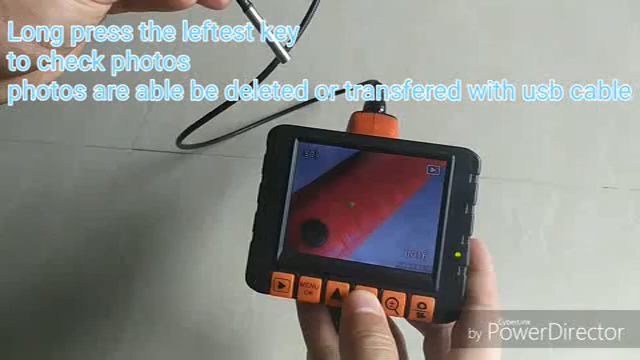 Long press the leftest key
to check photos
photos are able be deleted or transfered with usb cable
MENU
OK
by CyberLink
PowerDirector